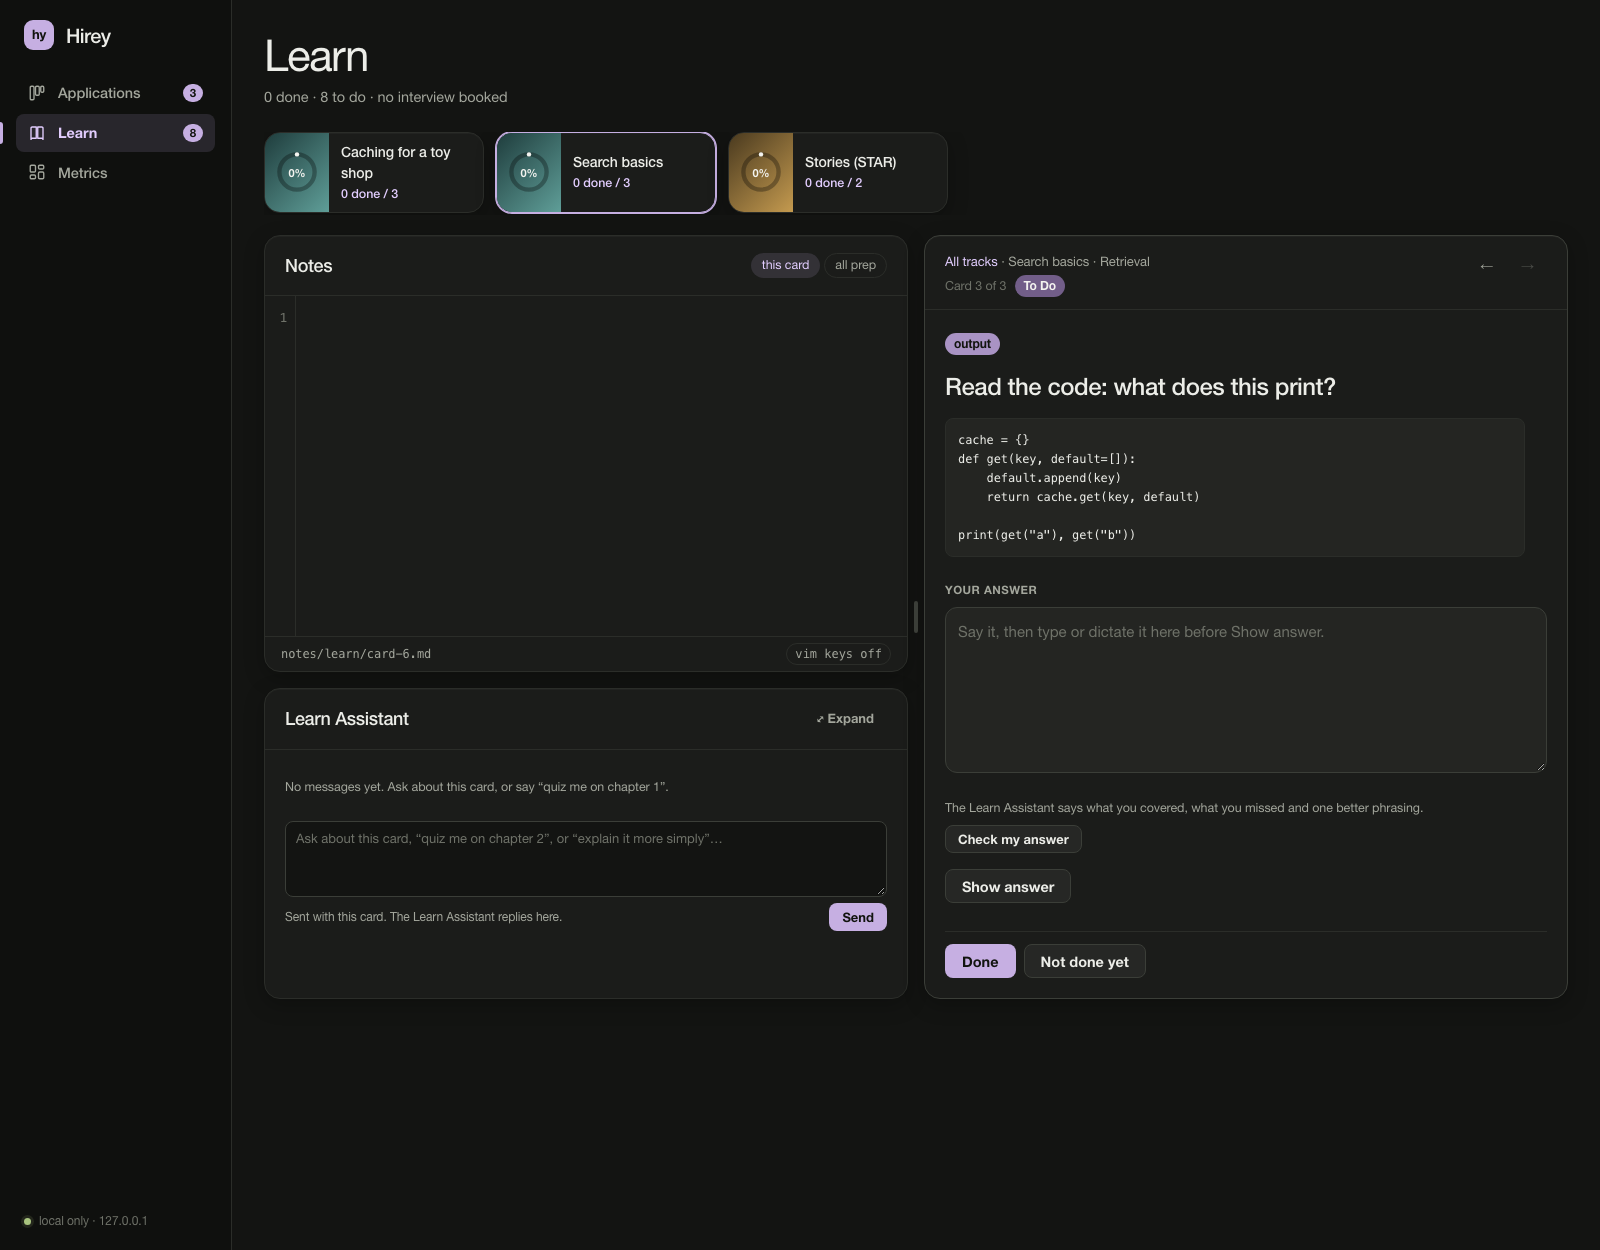 hy Hirey
Applications 3
Learn 8
Metrics
local only · 127.0.0.1
Learn
0 done · 8 to do · no interview booked
0% Caching for a toy
shop
0 done / 3
0% Search basics
0 done / 3
0% Stories (STAR)
0 done / 2
Notes this card all prep
1
notes/learn/card-6.md vim keys off
Learn Assistant ⤢ Expand
No messages yet. Ask about this card, or say “quiz me on chapter 1”.
Ask about this card, “quiz me on chapter 2”, or “explain it more simply”…
Sent with this card. The Learn Assistant replies here. Send
All tracks · Search basics · Retrieval ← →
Card 3 of 3 To Do
output
Read the code: what does this print?
cache = {}
def get(key, default=[]):
    default.append(key)
    return cache.get(key, default)
print(get("a"), get("b"))
YOUR ANSWER
Say it, then type or dictate it here before Show answer.
The Learn Assistant says what you covered, what you missed and one better phrasing.
Check my answer
Show answer
Done Not done yet